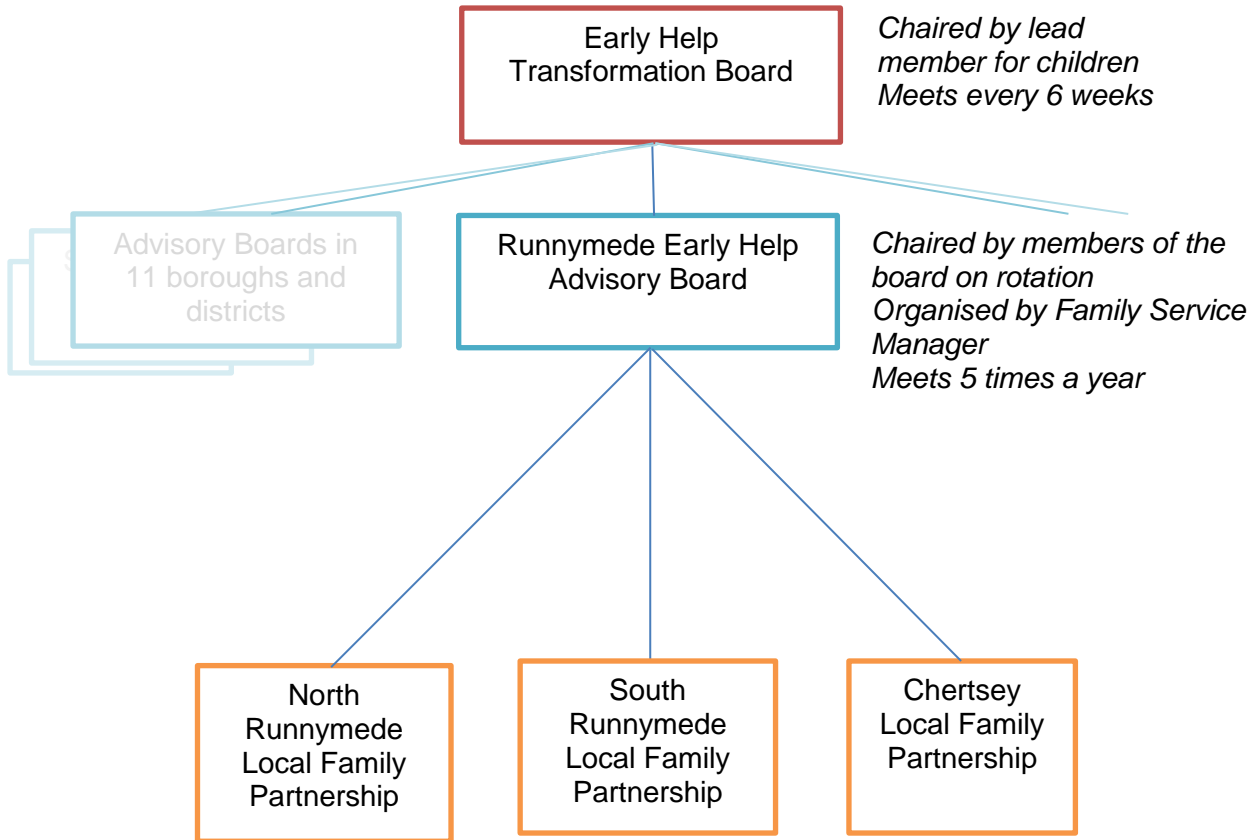 Early Help
Transformation Board
Chaired by lead
member for children
Meets every 6 weeks
Advisory Boards in
11 boroughs and
districts
Runnymede Early Help
Advisory Board
Chaired by members of the
board on rotation
Organised by Family Service
Manager
Meets 5 times a year
North
Runnymede
Local Family
Partnership
South
Runnymede
Local Family
Partnership
Chertsey
Local Family
Partnership